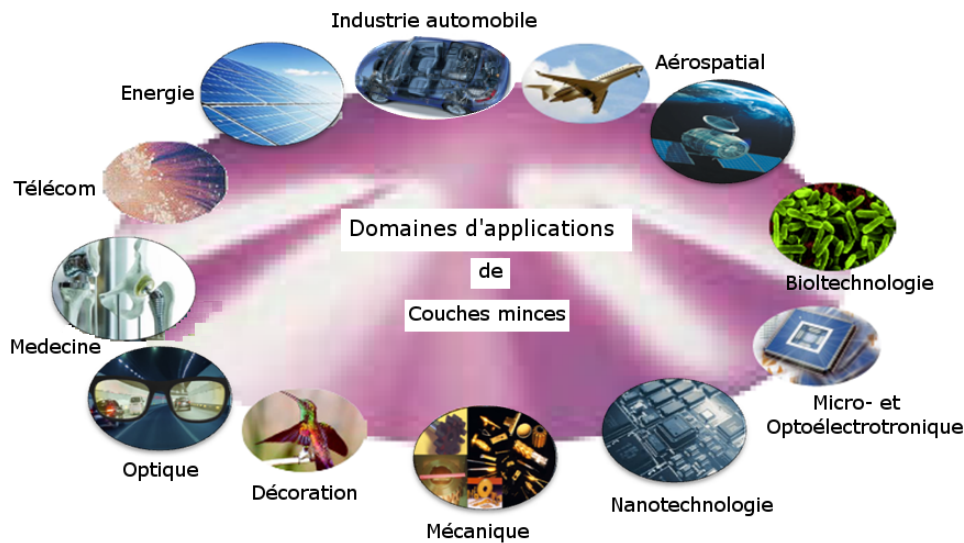 Industrie automobile
Aérospatial
Energie
Télécom
Domaines d'applications
de
Couches minces
Bioltechnologie
Medecine
Micro- et
Optoélectrotronique
Optique
Décoration
Nanotechnologie
Mécanique